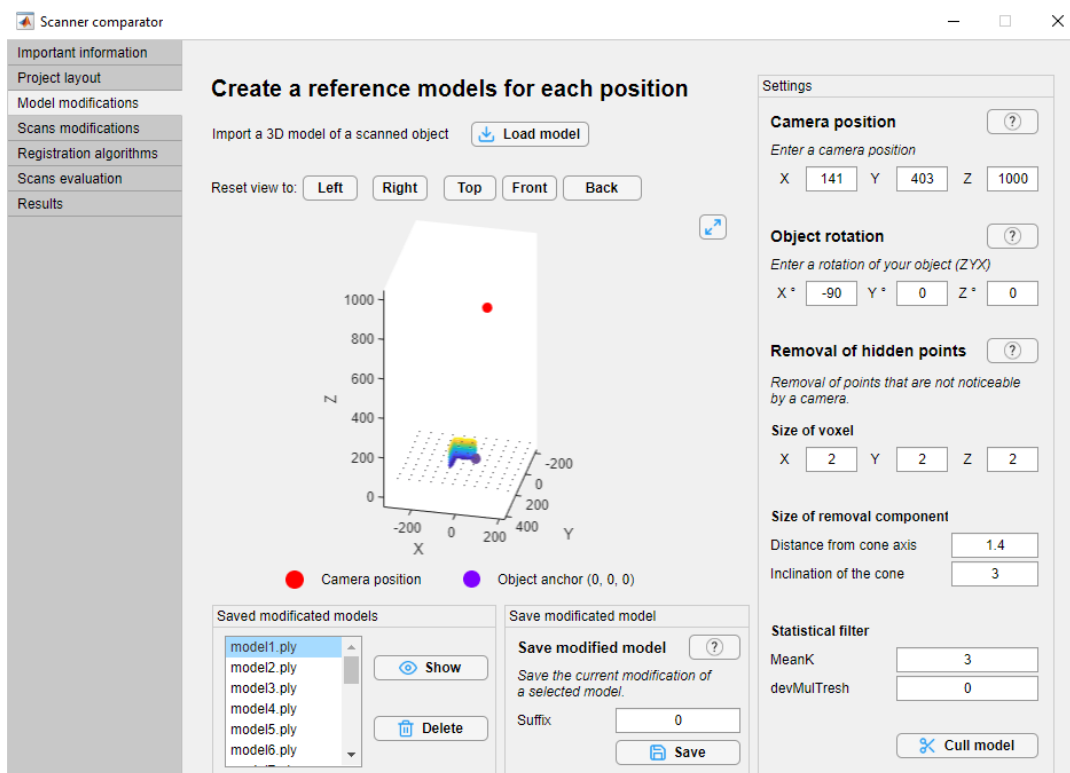 Scanner comparator
Important information
Project layout
Model modifications
Scans modifications
Registration algorithms
Scans evaluation
Results
Create a reference models for each position
Import a 3D model of a scanned object Load model
Reset view to: Left Right Top Front Back
1000
800
600
400
200
0
Z
-200
0
200
400
Y
-200 0 200
X
Camera position Object anchor (0, 0, 0)
Saved modificated models
model1.ply
model2.ply
model3.ply
model4.ply
model5.ply
model6.ply
Show
Delete
Save modificated model
Save modified model ?
Save the current modification of
a selected model.
Suffix 0
Save
Settings
Camera position ?
Enter a camera position
X 141 Y 403 Z 1000
Object rotation ?
Enter a rotation of your object (ZYX)
X ° -90 Y ° 0 Z ° 0
Removal of hidden points ?
Removal of points that are not noticeable
by a camera.
Size of voxel
X 2 Y 2 Z 2
Size of removal component
Distance from cone axis 1.4
Inclination of the cone 3
Statistical filter
MeanK 3
devMulTresh 0
Cull model